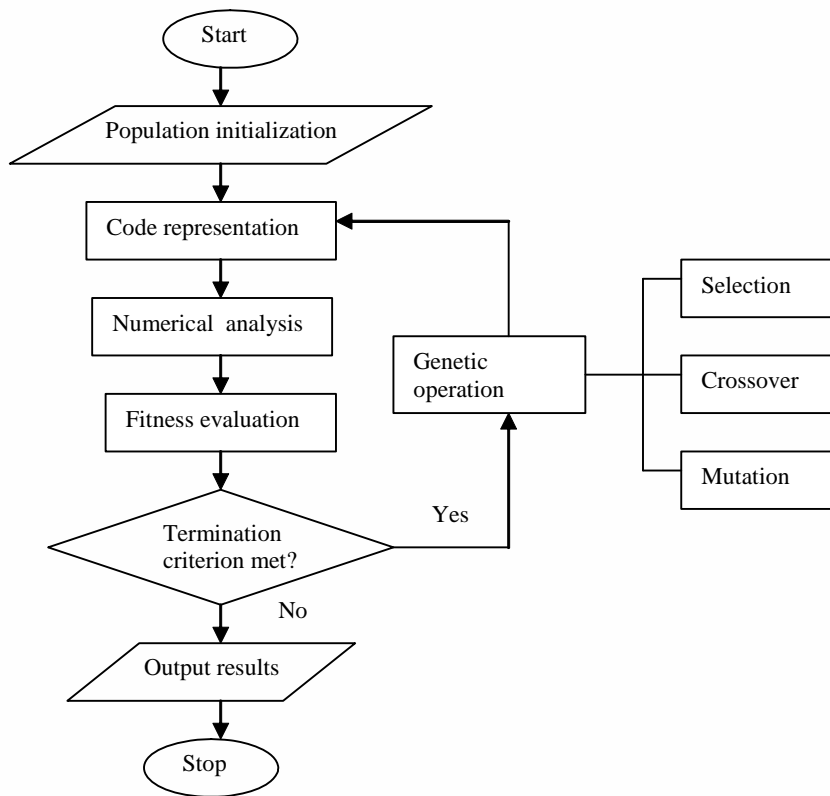 Start
Population initialization
Code representation
Numerical analysis
Fitness evaluation
Termination
criterion met?
Yes
No
Output results
Stop
Genetic
operation
Selection
Crossover
Mutation